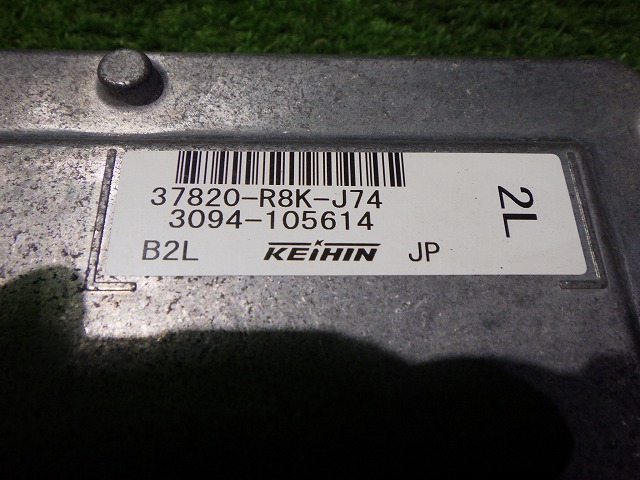 37820-R8K-J74
3094-105614
B2L KEIHIN JP
2L